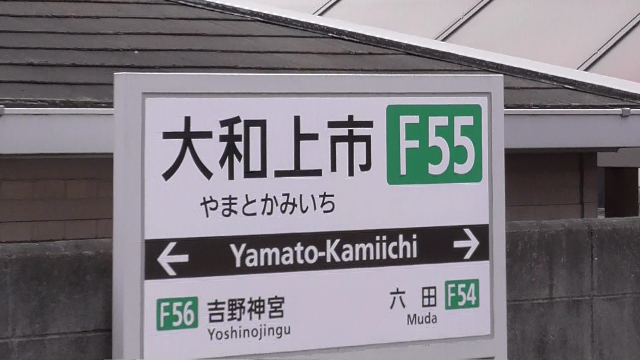 大和上市 F55
やまとかみいち
← Yamato-Kamiichi →
F56 吉野神宮 六田 F54
Yoshinojingu Muda